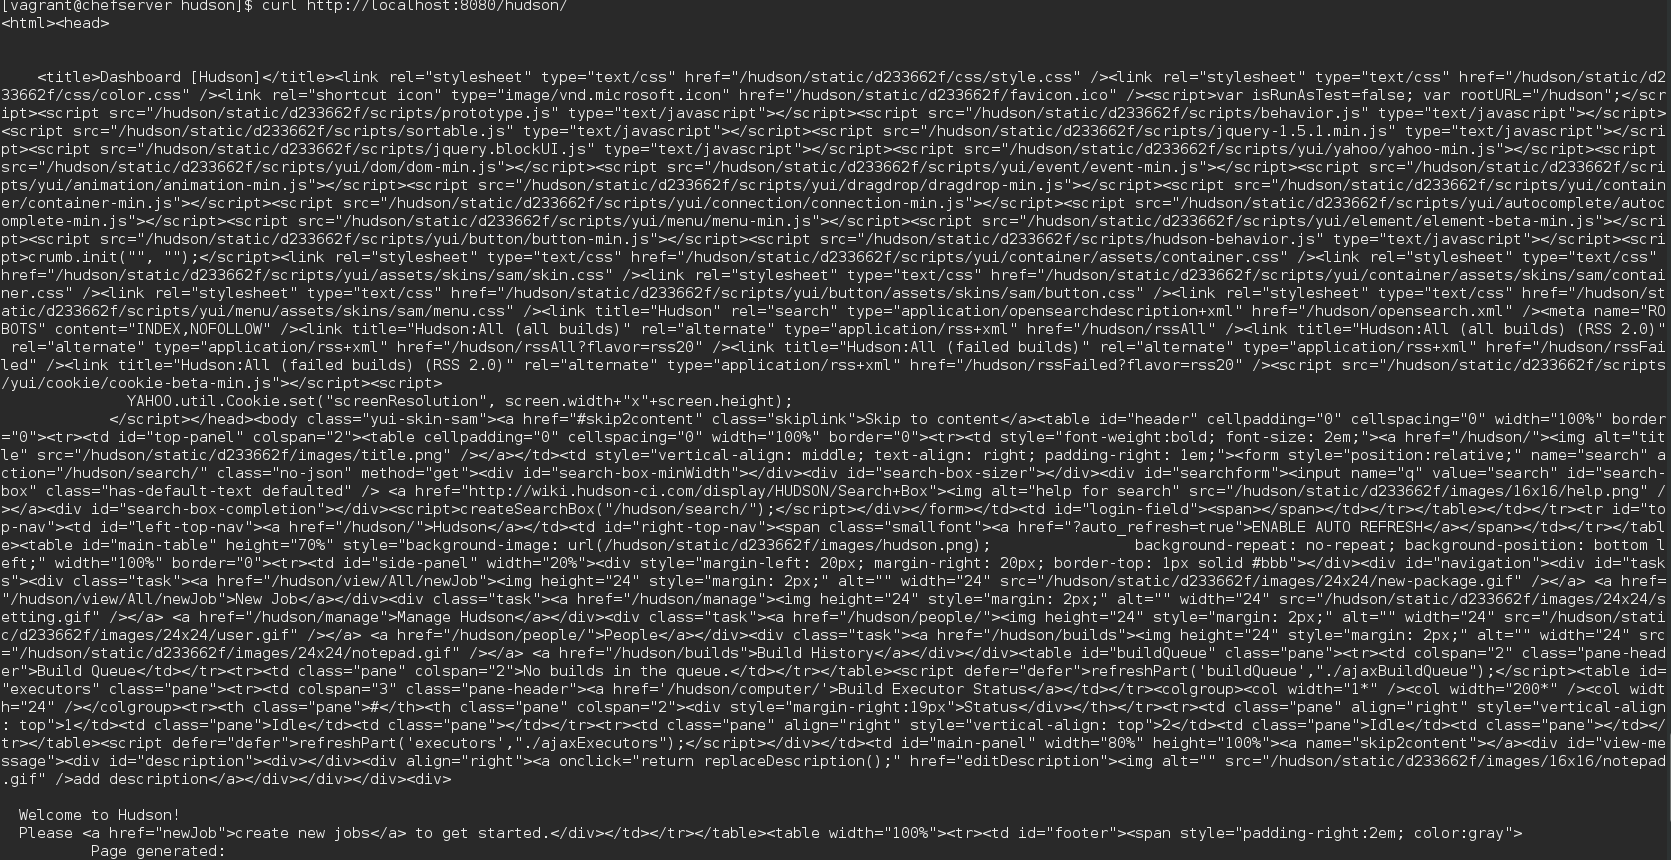 [vagrant@chefserver hudson]$ curl http://localhost:8080/hudson/
<html><head>
    <title>Dashboard [Hudson]</title><link rel="stylesheet" type="text/css" href="/hudson/static/d233662f/css/style.css" /><link rel="stylesheet" type="text/css" href="/hudson/static/d2
33662f/css/color.css" /><link rel="shortcut icon" type="image/vnd.microsoft.icon" href="/hudson/static/d233662f/favicon.ico" /><script>var isRunAsTest=false; var rootURL="/hudson";</scr
ipt><script src="/hudson/static/d233662f/scripts/prototype.js" type="text/javascript"></script><script src="/hudson/static/d233662f/scripts/behavior.js" type="text/javascript"></script>
<script src="/hudson/static/d233662f/scripts/sortable.js" type="text/javascript"></script><script src="/hudson/static/d233662f/scripts/jquery-1.5.1.min.js" type="text/javascript"></scri
pt><script src="/hudson/static/d233662f/scripts/jquery.blockUI.js" type="text/javascript"></script><script src="/hudson/static/d233662f/scripts/yui/yahoo/yahoo-min.js"></script><script 
src="/hudson/static/d233662f/scripts/yui/dom/dom-min.js"></script><script src="/hudson/static/d233662f/scripts/yui/event/event-min.js"></script><script src="/hudson/static/d233662f/scri
pts/yui/animation/animation-min.js"></script><script src="/hudson/static/d233662f/scripts/yui/dragdrop/dragdrop-min.js"></script><script src="/hudson/static/d233662f/scripts/yui/contain
er/container-min.js"></script><script src="/hudson/static/d233662f/scripts/yui/connection/connection-min.js"></script><script src="/hudson/static/d233662f/scripts/yui/autocomplete/autoc
omplete-min.js"></script><script src="/hudson/static/d233662f/scripts/yui/menu/menu-min.js"></script><script src="/hudson/static/d233662f/scripts/yui/element/element-beta-min.js"></scri
pt><script src="/hudson/static/d233662f/scripts/yui/button/button-min.js"></script><script src="/hudson/static/d233662f/scripts/hudson-behavior.js" type="text/javascript"></script><scri
pt>crumb.init("", "");</script><link rel="stylesheet" type="text/css" href="/hudson/static/d233662f/scripts/yui/container/assets/container.css" /><link rel="stylesheet" type="text/css" 
href="/hudson/static/d233662f/scripts/yui/assets/skins/sam/skin.css" /><link rel="stylesheet" type="text/css" href="/hudson/static/d233662f/scripts/yui/container/assets/skins/sam/contai
ner.css" /><link rel="stylesheet" type="text/css" href="/hudson/static/d233662f/scripts/yui/button/assets/skins/sam/button.css" /><link rel="stylesheet" type="text/css" href="/hudson/st
atic/d233662f/scripts/yui/menu/assets/skins/sam/menu.css" /><link title="Hudson" rel="search" type="application/opensearchdescription+xml" href="/hudson/opensearch.xml" /><meta name="RO
BOTS" content="INDEX,NOFOLLOW" /><link title="Hudson:All (all builds)" rel="alternate" type="application/rss+xml" href="/hudson/rssAll" /><link title="Hudson:All (all builds) (RSS 2.0)"
 rel="alternate" type="application/rss+xml" href="/hudson/rssAll?flavor=rss20" /><link title="Hudson:All (failed builds)" rel="alternate" type="application/rss+xml" href="/hudson/rssFai
led" /><link title="Hudson:All (failed builds) (RSS 2.0)" rel="alternate" type="application/rss+xml" href="/hudson/rssFailed?flavor=rss20" /><script src="/hudson/static/d233662f/scripts
/yui/cookie/cookie-beta-min.js"></script><script>
              YAHOO.util.Cookie.set("screenResolution", screen.width+"x"+screen.height);
            </script></head><body class="yui-skin-sam"><a href="#skip2content" class="skiplink">Skip to content</a><table id="header" cellpadding="0" cellspacing="0" width="100%" border
="0"><tr><td id="top-panel" colspan="2"><table cellpadding="0" cellspacing="0" width="100%" border="0"><tr><td style="font-weight:bold; font-size: 2em;"><a href="/hudson/"><img alt="tit
le" src="/hudson/static/d233662f/images/title.png" /></a></td><td style="vertical-align: middle; text-align: right; padding-right: 1em;"><form style="position:relative;" name="search" a
ction="/hudson/search/" class="no-json" method="get"><div id="search-box-minWidth"></div><div id="search-box-sizer"></div><div id="searchform"><input name="q" value="search" id="search-
box" class="has-default-text defaulted" /> <a href="http://wiki.hudson-ci.com/display/HUDSON/Search+Box"><img alt="help for search" src="/hudson/static/d233662f/images/16x16/help.png" /
></a><div id="search-box-completion"></div><script>createSearchBox("/hudson/search/");</script></div></form></td><td id="login-field"><span></span></td></tr></table></td></tr><tr id="to
p-nav"><td id="left-top-nav"><a href="/hudson/">Hudson</a></td><td id="right-top-nav"><span class="smallfont"><a href="?auto_refresh=true">ENABLE AUTO REFRESH</a></span></td></tr></tabl
e><table id="main-table" height="70%" style="background-image: url(/hudson/static/d233662f/images/hudson.png);                background-repeat: no-repeat; background-position: bottom l
eft;" width="100%" border="0"><tr><td id="side-panel" width="20%"><div style="margin-left: 20px; margin-right: 20px; border-top: 1px solid #bbb"></div><div id="navigation"><div id="task
s"><div class="task"><a href="/hudson/view/All/newJob"><img height="24" style="margin: 2px;" alt="" width="24" src="/hudson/static/d233662f/images/24x24/new-package.gif" /></a> <a href=
"/hudson/view/All/newJob">New Job</a></div><div class="task"><a href="/hudson/manage"><img height="24" style="margin: 2px;" alt="" width="24" src="/hudson/static/d233662f/images/24x24/s
etting.gif" /></a> <a href="/hudson/manage">Manage Hudson</a></div><div class="task"><a href="/hudson/people/"><img height="24" style="margin: 2px;" alt="" width="24" src="/hudson/stati
c/d233662f/images/24x24/user.gif" /></a> <a href="/hudson/people/">People</a></div><div class="task"><a href="/hudson/builds"><img height="24" style="margin: 2px;" alt="" width="24" src
="/hudson/static/d233662f/images/24x24/notepad.gif" /></a> <a href="/hudson/builds">Build History</a></div></div><table id="buildQueue" class="pane"><tr><td colspan="2" class="pane-head
er">Build Queue</td></tr><tr><td class="pane" colspan="2">No builds in the queue.</td></tr></table><script defer="defer">refreshPart('buildQueue',"./ajaxBuildQueue");</script><table id=
"executors" class="pane"><tr><td colspan="3" class="pane-header"><a href='/hudson/computer/'>Build Executor Status</a></td></tr><colgroup><col width="1*" /><col width="200*" /><col widt
h="24" /></colgroup><tr><th class="pane">#</th><th class="pane" colspan="2"><div style="margin-right:19px">Status</div></th></tr><tr><td class="pane" align="right" style="vertical-align
: top">1</td><td class="pane">Idle</td><td class="pane"></td></tr><tr><td class="pane" align="right" style="vertical-align: top">2</td><td class="pane">Idle</td><td class="pane"></td></
tr></table><script defer="defer">refreshPart('executors',"./ajaxExecutors");</script></div></td><td id="main-panel" width="80%" height="100%"><a name="skip2content"></a><div id="view-me
ssage"><div id="description"></div><div align="right"><a onclick="return replaceDescription();" href="editDescription"><img alt="" src="/hudson/static/d233662f/images/16x16/notepad
.gif" />add description</a></div></div></div><div>
  Welcome to Hudson!
  Please <a href="newJob">create new jobs</a> to get started.</div></td></tr></table><table width="100%"><tr><td id="footer"><span style="padding-right:2em; color:gray">
          Page generated: